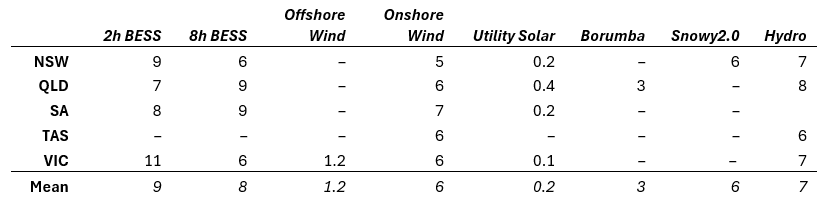 Offshore Onshore
2h BESS 8h BESS Wind Wind Utility Solar Borumba Snowy2.0 Hydro
NSW 9 6 – 5 0.2 – 6 7
QLD 7 9 – 6 0.4 3 – 8
SA 8 9 – 7 0.2 – –
TAS – – – 6 – – – 6
VIC 11 6 1.2 6 0.1 – – 7
Mean 9 8 1.2 6 0.2 3 6 7